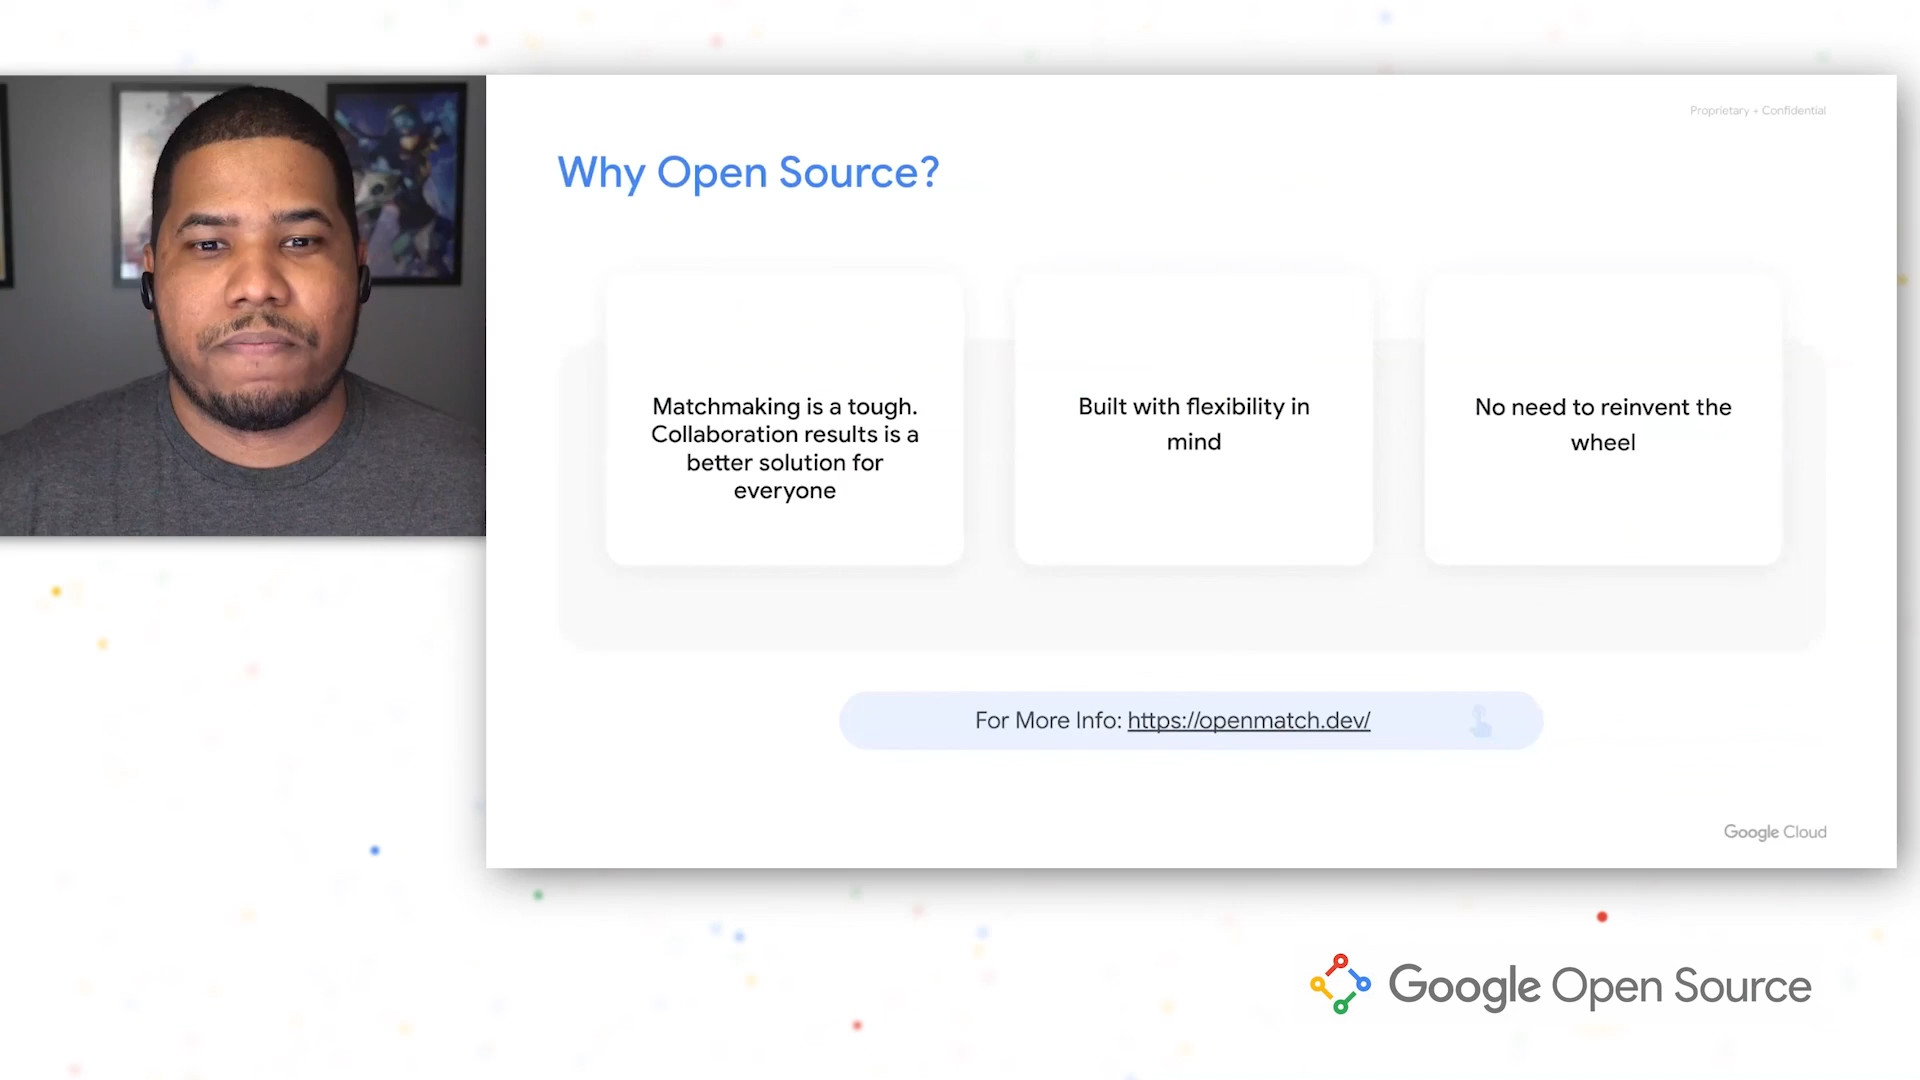 Proprietary + Confidential
Why Open Source?
Matchmaking is a tough.
Collaboration results is a
better solution for
everyone
Built with flexibility in
mind
No need to reinvent the
wheel
For More Info: https://openmatch.dev/
Google Cloud
Google Open Source